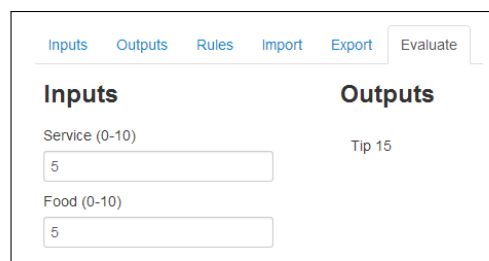 Inputs Outputs Rules Import Export Evaluate
Inputs
Service (0-10)
5
Food (0-10)
5
Outputs
Tip 15